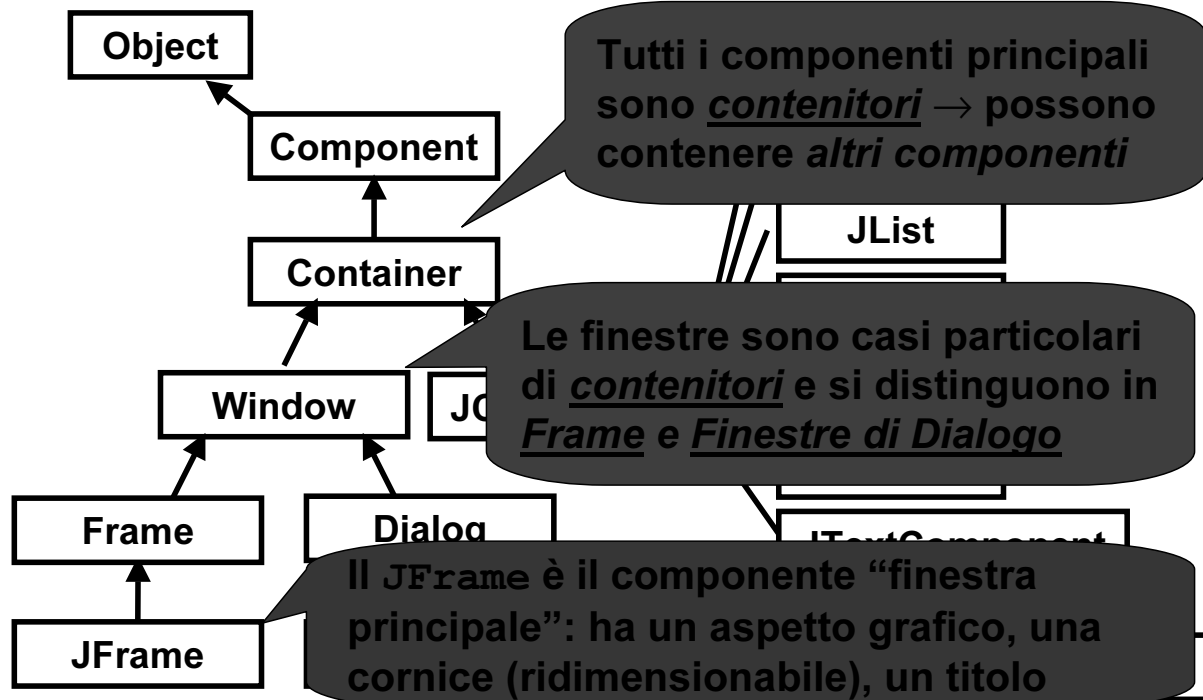 Object
Tutti i componenti principali
sono contenitori → possono
contenere altri componenti
Component
JList
Container
Le finestre sono casi particolari
di contenitori e si distinguono in
Frame e Finestre di Dialogo
Window
Frame
Dialog
JTextComponent
Il JFrame è il componente “finestra
principale”: ha un aspetto grafico, una
cornice (ridimensionabile), un titolo
JFrame